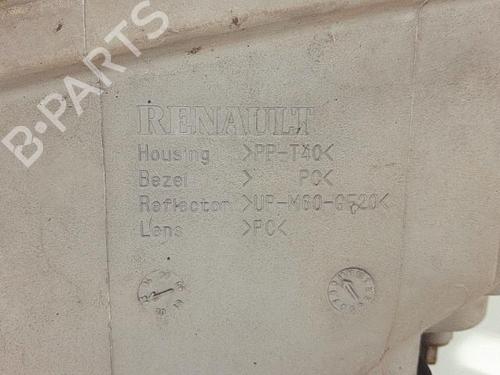 B-PARTS
RENAULT
Housing >PP-T40<
Bezel > PC<
Reflector >UP-M60-GF20<
Lens >PC<